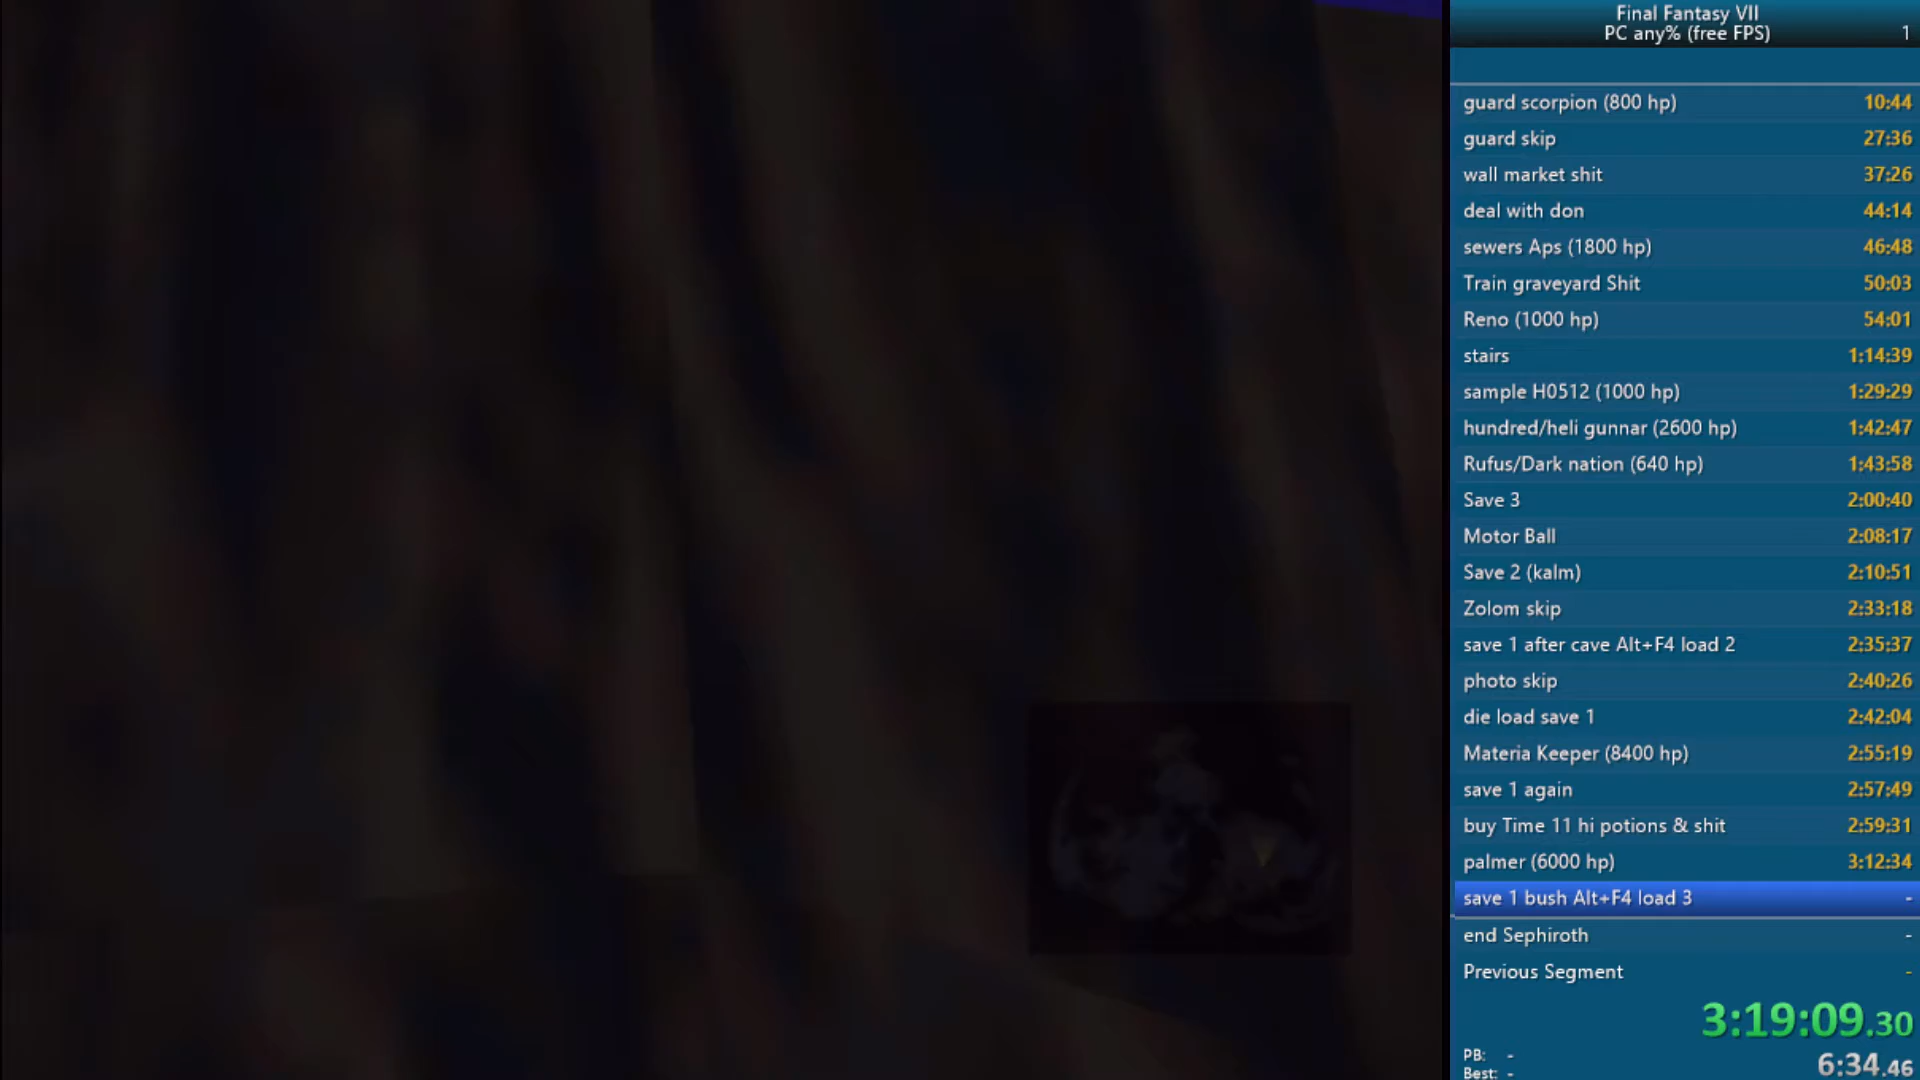 Final Fantasy VII
PC any% (free FPS) 1
guard scorpion (800 hp) 10:44
guard skip 27:36
wall market shit 37:26
deal with don 44:14
sewers Aps (1800 hp) 46:48
Train graveyard Shit 50:03
Reno (1000 hp) 54:01
stairs 1:14:39
sample H0512 (1000 hp) 1:29:29
hundred/heli gunnar (2600 hp) 1:42:47
Rufus/Dark nation (640 hp) 1:43:58
Save 3 2:00:40
Motor Ball 2:08:17
Save 2 (kalm) 2:10:51
Zolom skip 2:33:18
save 1 after cave Alt+F4 load 2 2:35:37
photo skip 2:40:26
die load save 1 2:42:04
Materia Keeper (8400 hp) 2:55:19
save 1 again 2:57:49
buy Time 11 hi potions & shit 2:59:31
palmer (6000 hp) 3:12:34
save 1 bush Alt+F4 load 3 -
end Sephiroth -
Previous Segment -
3:19:09.30
PB: -
Best: -
6:34.46